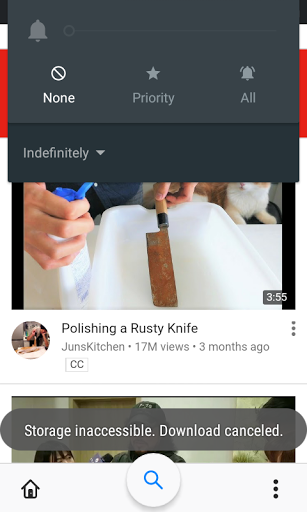 None
Priority
All
Indefinitely
3:55
Polishing a Rusty Knife
JunsKitchen • 17M views • 3 months ago
CC
Storage inaccessible. Download canceled.